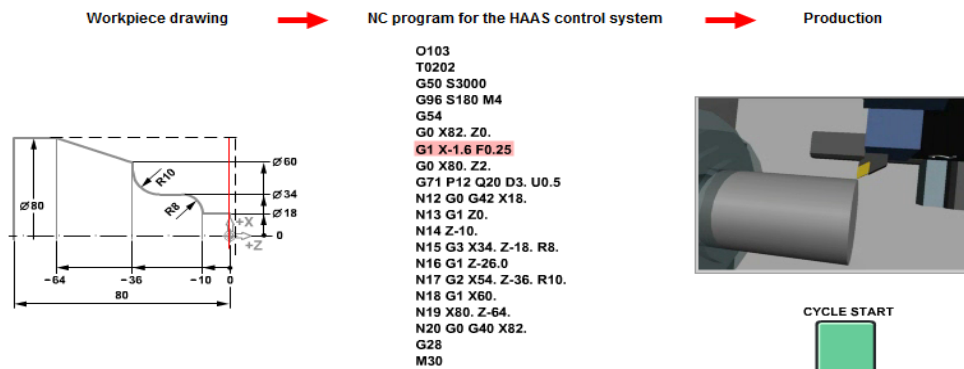 Workpiece drawing
NC program for the HAAS control system
Production
O103
T0202
G50 S3000
G96 S180 M4
G54
G0 X82. Z0.
G1 X-1.6 F0.25
G0 X80. Z2.
G71 P12 Q20 D3. U0.5
N12 G0 G42 X18.
N13 G1 Z0.
N14 Z-10.
N15 G3 X34. Z-18. R8.
N16 G1 Z-26.0
N17 G2 X54. Z-36. R10.
N18 G1 X60.
N19 X80. Z-64.
N20 G0 G40 X82.
G28
M30
R10
R8
Ø80
Ø60
Ø34
Ø18
+X
0
+Z
-64
-36
-10
0
80
CYCLE START